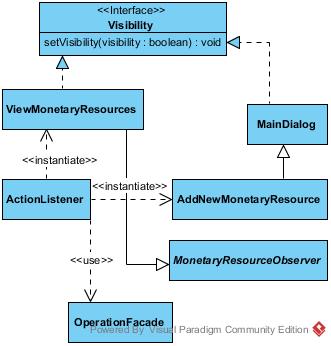 <<Interface>>
Visibility
setVisibility(visibility : boolean) : void
ViewMonetaryResources
MainDialog
<<instantiate>>
<<instantiate>>
ActionListener
AddNewMonetaryResource
MonetaryResourceObserver
<<use>>
OperationFacade
Powered By Visual Paradigm Community Edition